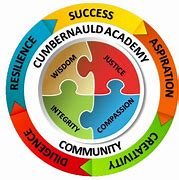 SUCCESS
ASPIRATION
CREATIVITY
DILIGENCE
RESILIENCE
CUMBERNAULD ACADEMY
COMMUNITY
WISDOM
JUSTICE
INTEGRITY
COMPASSION